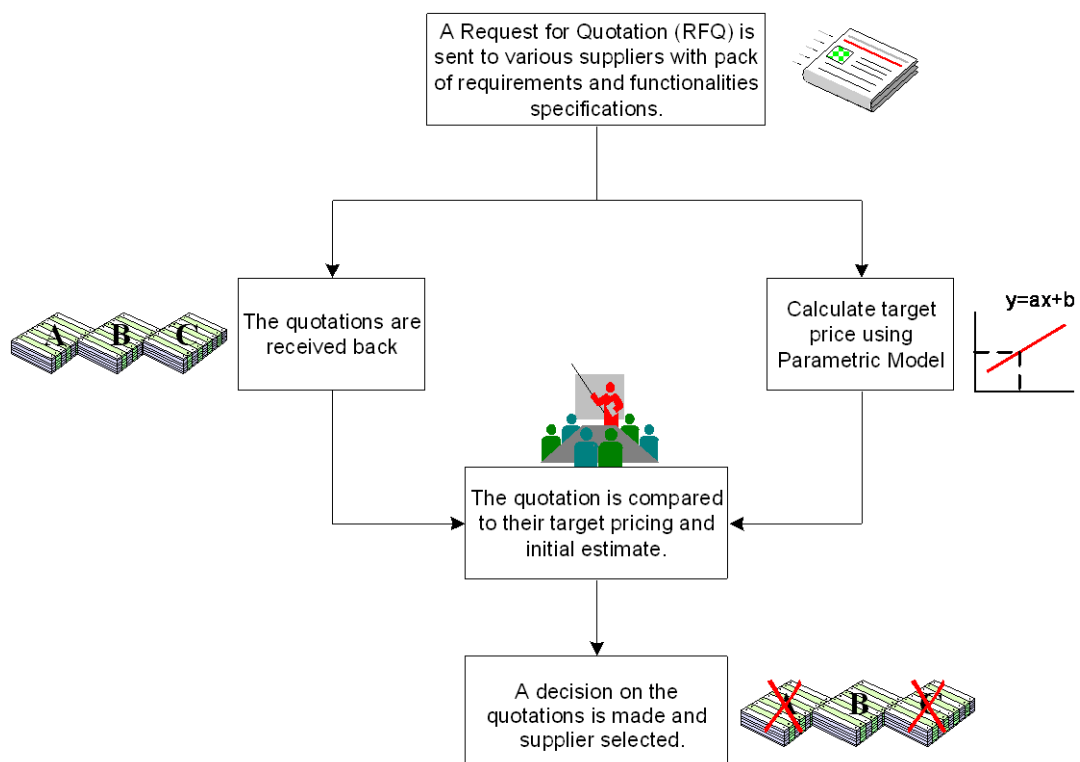 A Request for Quotation (RFQ) is
sent to various suppliers with pack
of requirements and functionalities
specifications.
A
B
C
The quotations are
received back
Calculate target
price using
Parametric Model
y=ax+b
The quotation is compared
to their target pricing and
initial estimate.
A decision on the
quotations is made and
supplier selected.
A
B
C